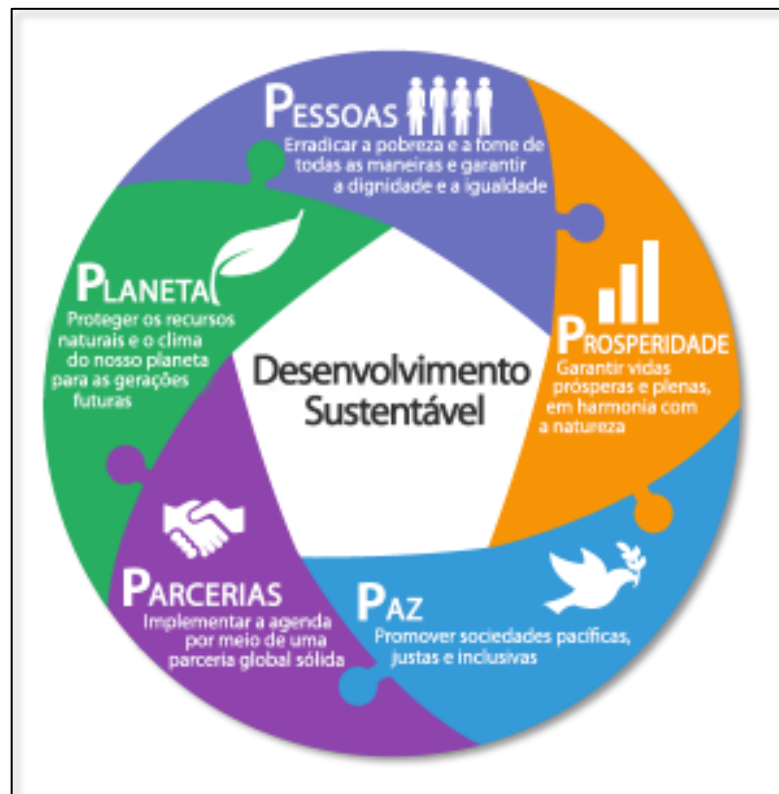 PESSOAS
Erradicar a pobreza e a fome de
todas as maneiras e garantir
a dignidade e a igualdade
PROSPERIDADE
Garantir vidas
prósperas e plenas,
em harmonia com
a natureza
PAZ
Promover sociedades pacíficas,
justas e inclusivas
PARCERIAS
Implementar a agenda
por meio de uma
parceria global sólida
PLANETA
Proteger os recursos
naturais e o clima
do nosso planeta
para as gerações
futuras
Desenvolvimento
Sustentável